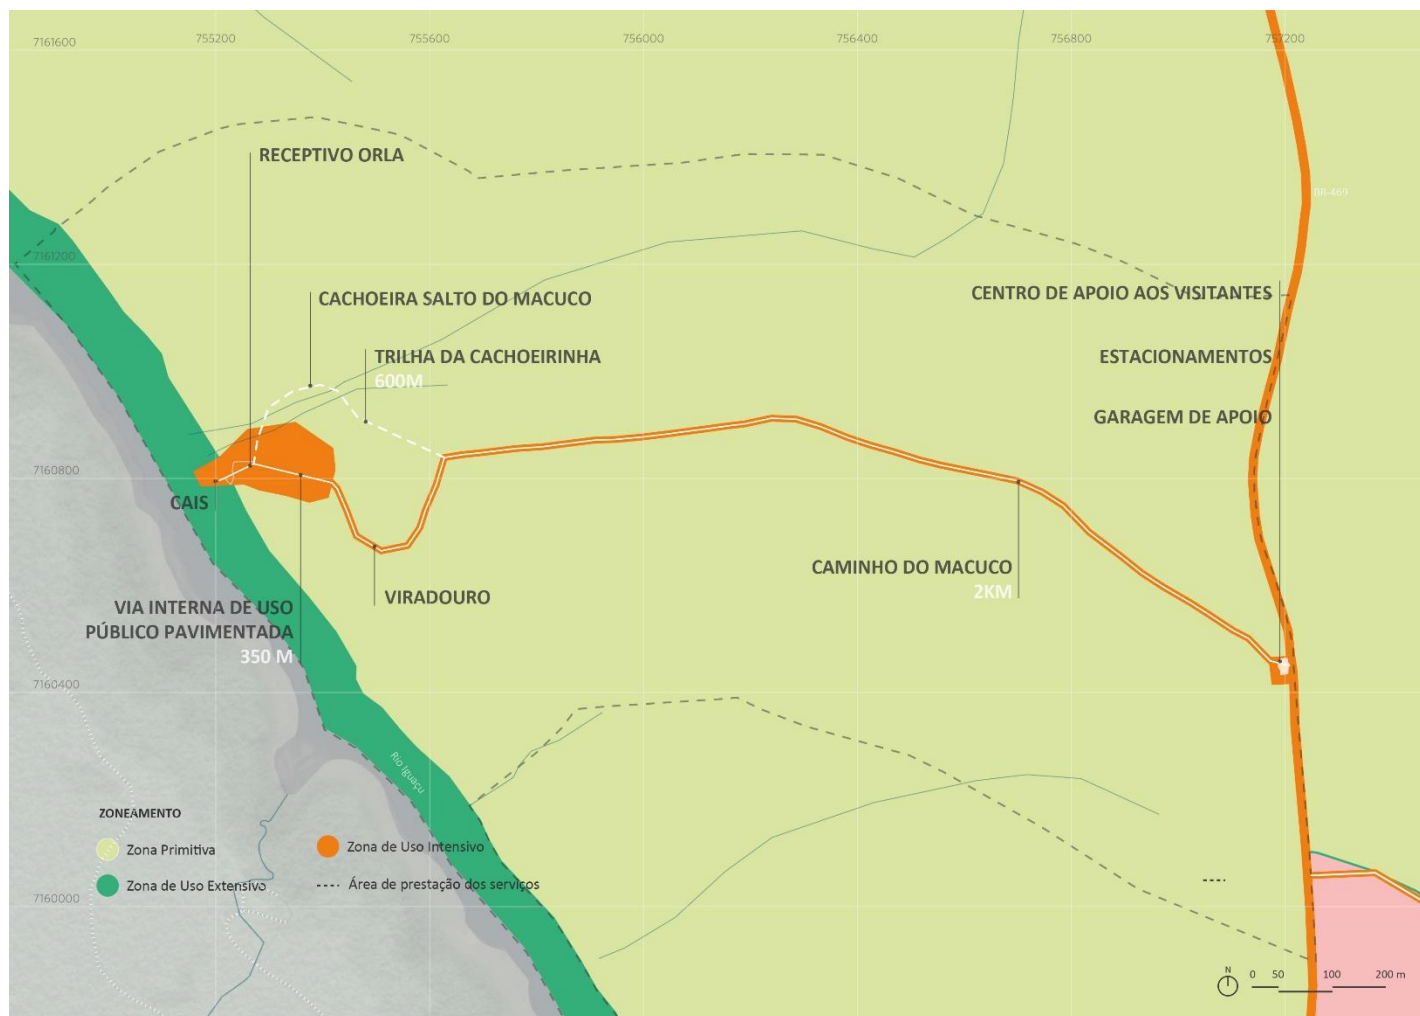 7161600
755200
755600
756000
756400
756800
757200
RECEPTIVO ORLA
BR-469
7161200
CACHOEIRA SALTO DO MACUCO
CENTRO DE APOIO AOS VISITANTES
TRILHA DA CACHOEIRINHA
600M
ESTACIONAMENTOS
GARAGEM DE APOIO
7160800
CAIS
CAMINHO DO MACUCO
2KM
VIRADOURO
VIA INTERNA DE USO
PÚBLICO PAVIMENTADA
350 M
7160400
Rio Iguaçu
ZONEAMENTO
Zona Primitiva
Zona de Uso Intensivo
Zona de Uso Extensivo
Área de prestação dos serviços
7160000
N
0 50 100 200 m